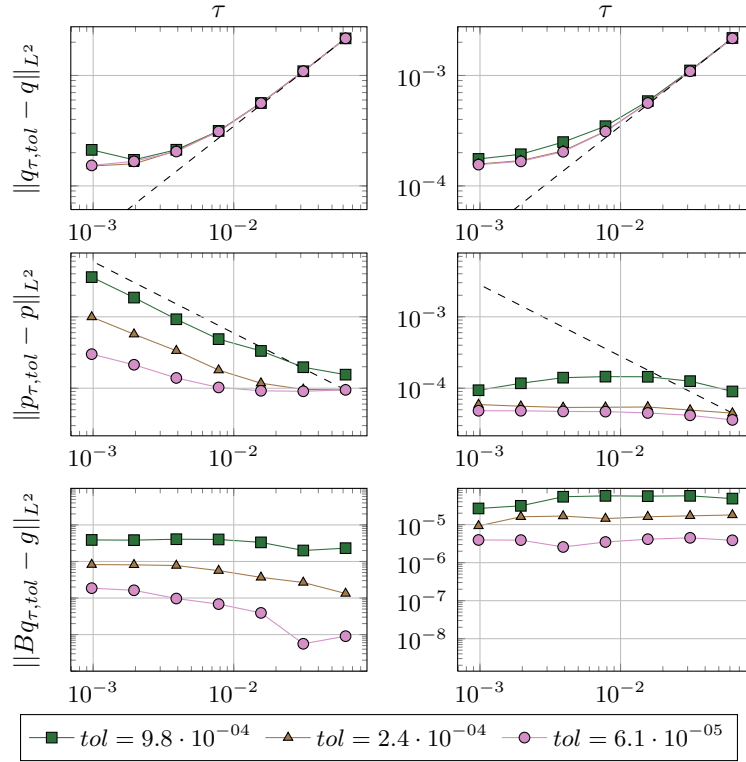 τ τ
||q_{τ,tol} − q||_{L^2}
10^{−3}
10^{−4}
10^{−3} 10^{−2} 10^{−3} 10^{−2}
||p_{τ,tol} − p||_{L^2}
10^{−3}
10^{−4}
10^{−3} 10^{−2} 10^{−3} 10^{−2}
||Bq_{τ,tol} − g||_{L^2}
10^{−5}
10^{−6}
10^{−7}
10^{−8}
10^{−3} 10^{−2} 10^{−3} 10^{−2}
tol = 9.8 · 10^{−04} tol = 2.4 · 10^{−04} tol = 6.1 · 10^{−05}